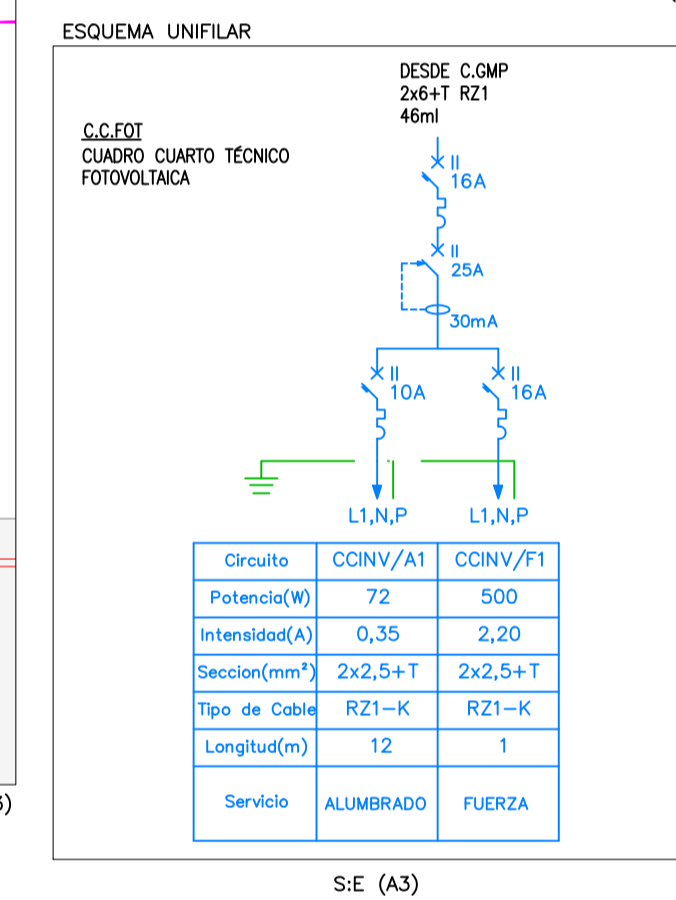 ESQUEMA UNIFILAR
DESDE C.GMP
2x6+T RZ1
46ml
C.C.FOT
CUADRO CUARTO TÉCNICO
FOTOVOLTAICA
II
16A
II
25A
30mA
II
10A
II
16A
L1,N,P
L1,N,P
Circuito CCINV/A1 CCINV/F1
Potencia(W) 72 500
Intensidad(A) 0,35 2,20
Seccion(mm²) 2x2,5+T 2x2,5+T
Tipo de Cable RZ1-K RZ1-K
Longitud(m) 12 1
Servicio ALUMBRADO FUERZA
S:E (A3)